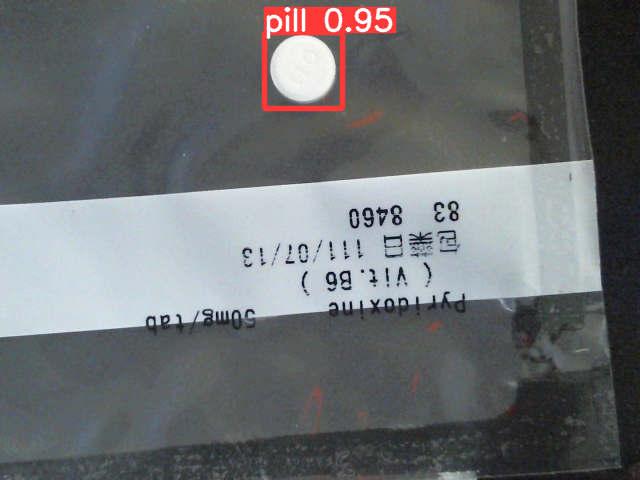 pill 0.95
Pyridoxine 50mg/tab
( Vit.B6 )
包藥日 111/07/13
83 8460